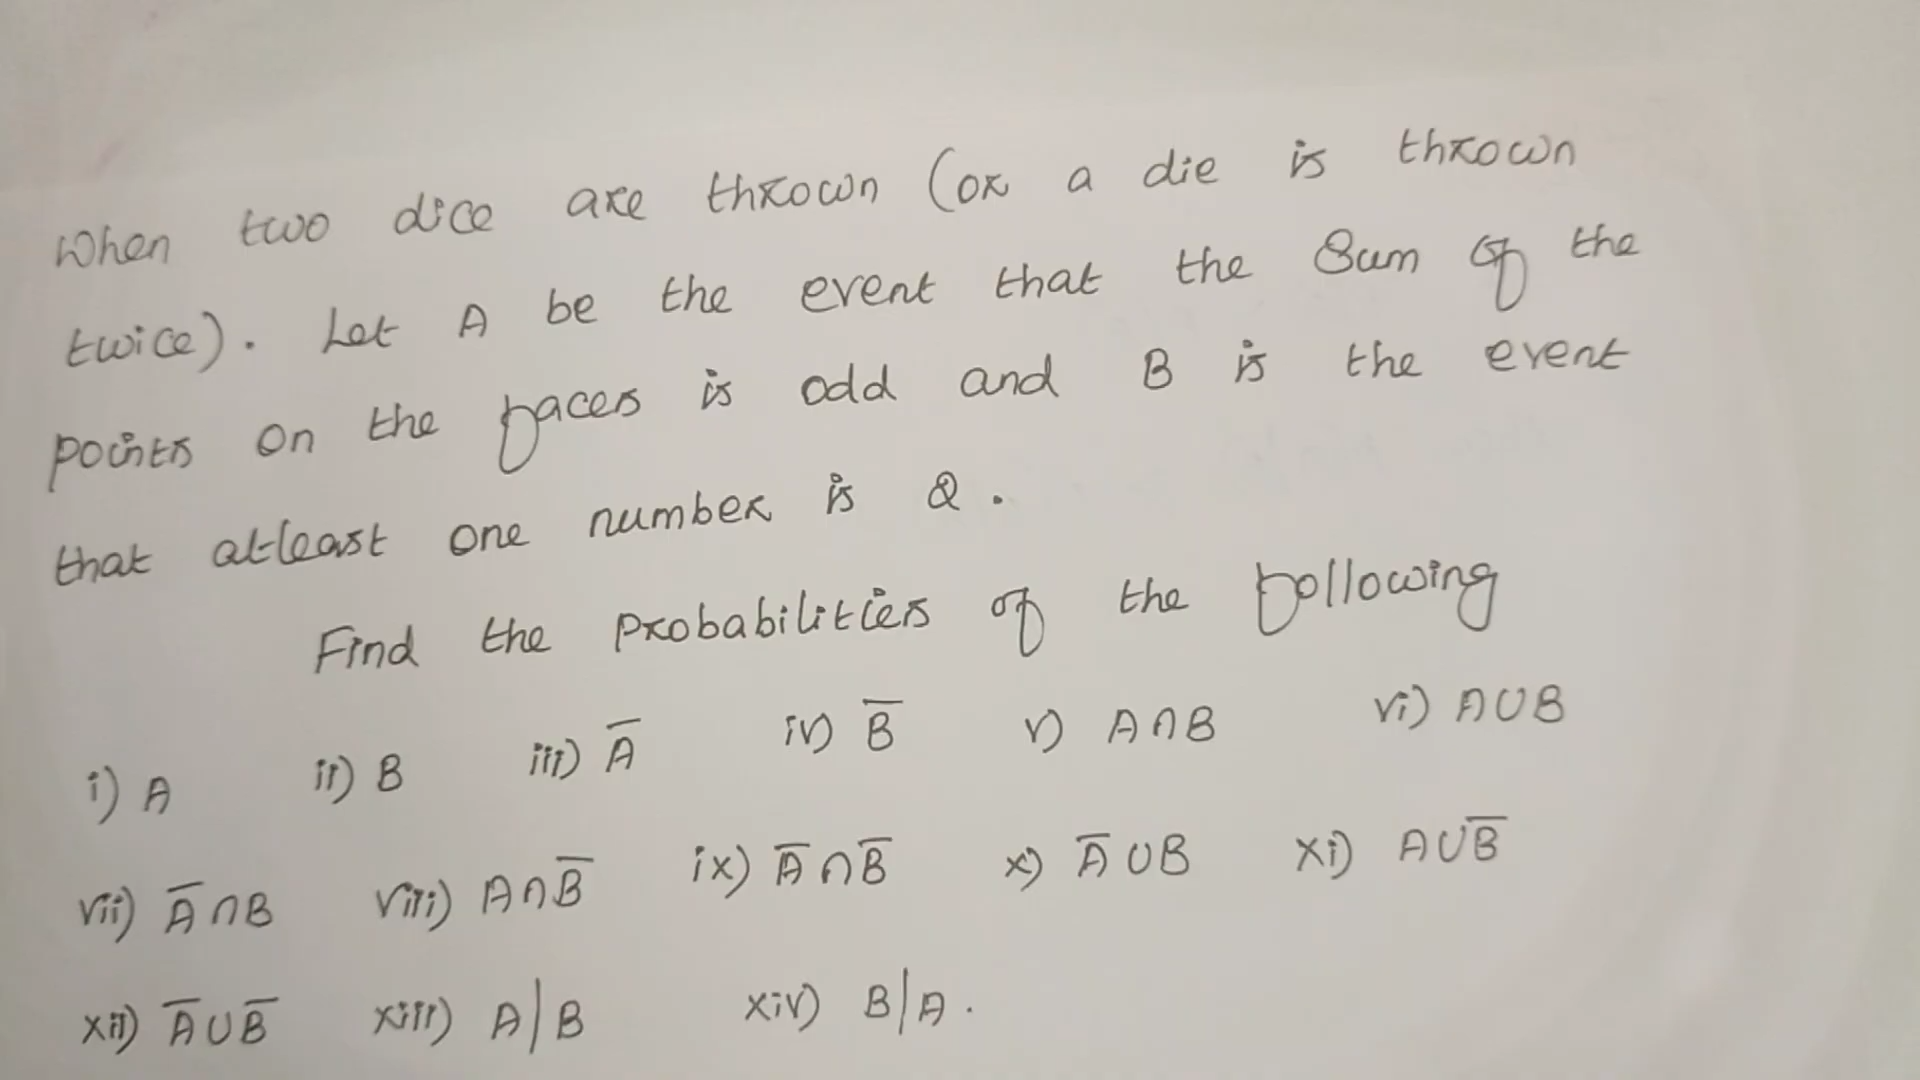 When two dice are thrown (or a die is thrown
twice). Let A be the event that the Sum of the
points on the faces is odd and B is the event
that atleast one number is 2.
Find the Probabilities of the following
i) A ii) B iii) A̅ iv) B̅ v) A∩B vi) A∪B
vii) A̅∩B viii) A∩B̅ ix) A̅∩B̅ x) A̅∪B xi) A∪B̅
xii) A̅∪B̅ xiii) A|B xiv) B|A.